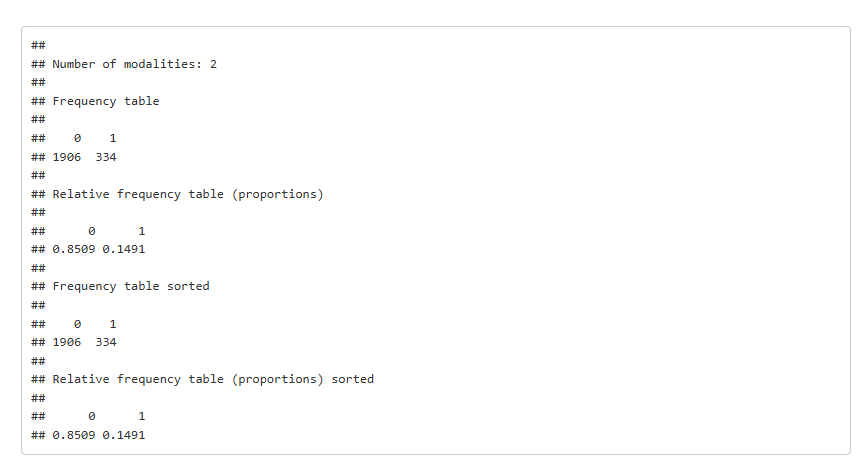 ##
## Number of modalities: 2
##
## Frequency table
##
##    0    1
## 1906  334
##
## Relative frequency table (proportions)
##
##      0      1
## 0.8509 0.1491
##
## Frequency table sorted
##
##    0    1
## 1906  334
##
## Relative frequency table (proportions) sorted
##
##      0      1
## 0.8509 0.1491